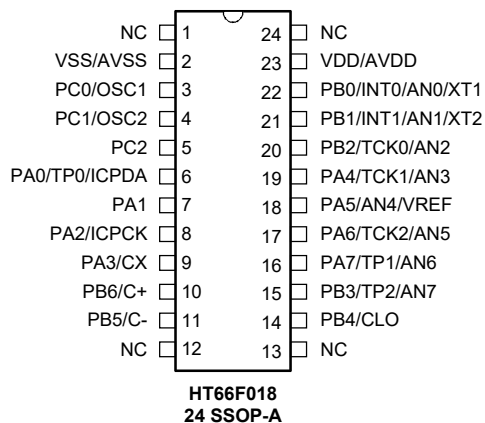 NC 1 24 NC
VSS/AVSS 2 23 VDD/AVDD
PC0/OSC1 3 22 PB0/INT0/AN0/XT1
PC1/OSC2 4 21 PB1/INT1/AN1/XT2
PC2 5 20 PB2/TCK0/AN2
PA0/TP0/ICPDA 6 19 PA4/TCK1/AN3
PA1 7 18 PA5/AN4/VREF
PA2/ICPCK 8 17 PA6/TCK2/AN5
PA3/CX 9 16 PA7/TP1/AN6
PB6/C+ 10 15 PB3/TP2/AN7
PB5/C- 11 14 PB4/CLO
NC 12 13 NC
HT66F018
24 SSOP-A